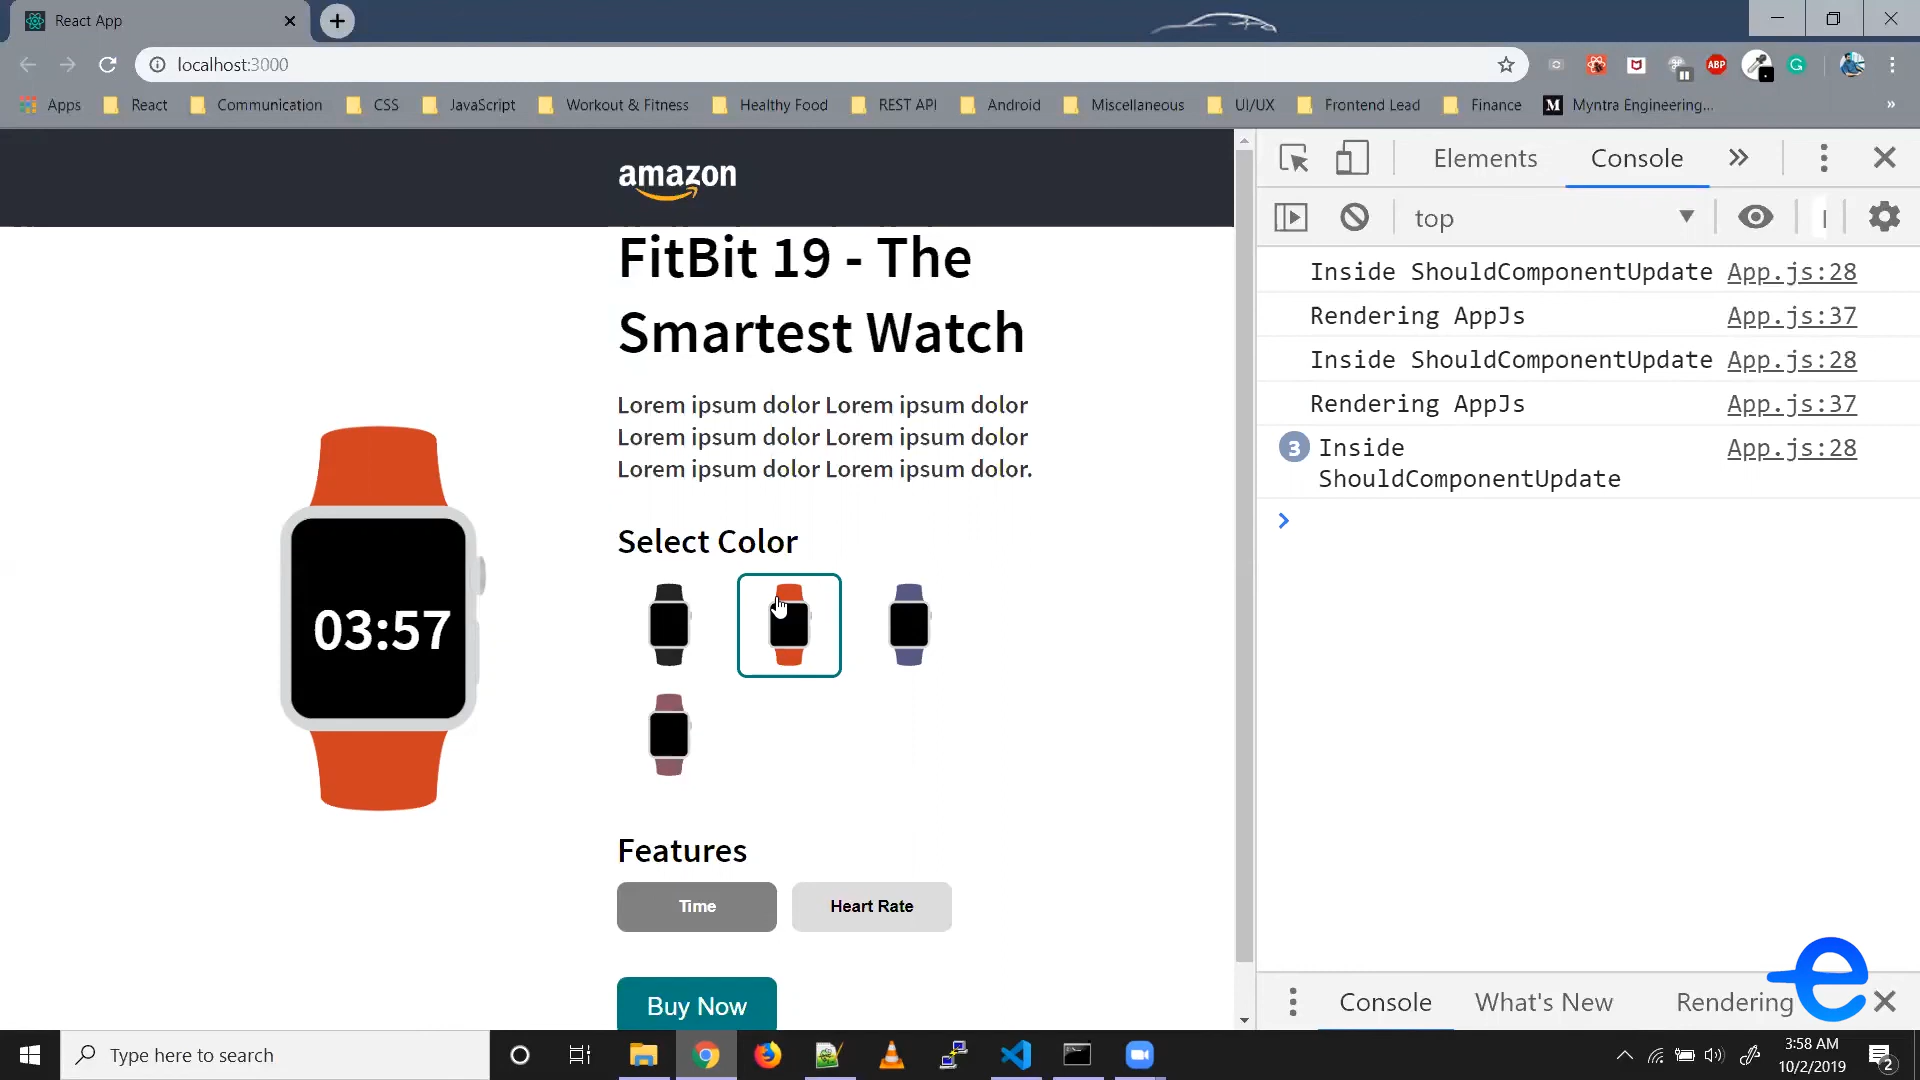 React App
localhost:3000
ABP
G
Apps
React
Communication
CSS
JavaScript
Workout & Fitness
Healthy Food
REST API
Android
Miscellaneous
UI/UX
Frontend Lead
Finance
M
Myntra Engineering...
»
amazon
FitBit 19 - The
Smartest Watch
Lorem ipsum dolor Lorem ipsum dolor
Lorem ipsum dolor Lorem ipsum dolor
Lorem ipsum dolor Lorem ipsum dolor.
03:57
Select Color
Features
Time
Heart Rate
Buy Now
Elements
Console
top
Inside ShouldComponentUpdate App.js:28
Rendering AppJs App.js:37
Inside ShouldComponentUpdate App.js:28
Rendering AppJs App.js:37
3 Inside App.js:28
ShouldComponentUpdate
Console
What's New
Rendering
e
Type here to search
3:58 AM
10/2/2019
2